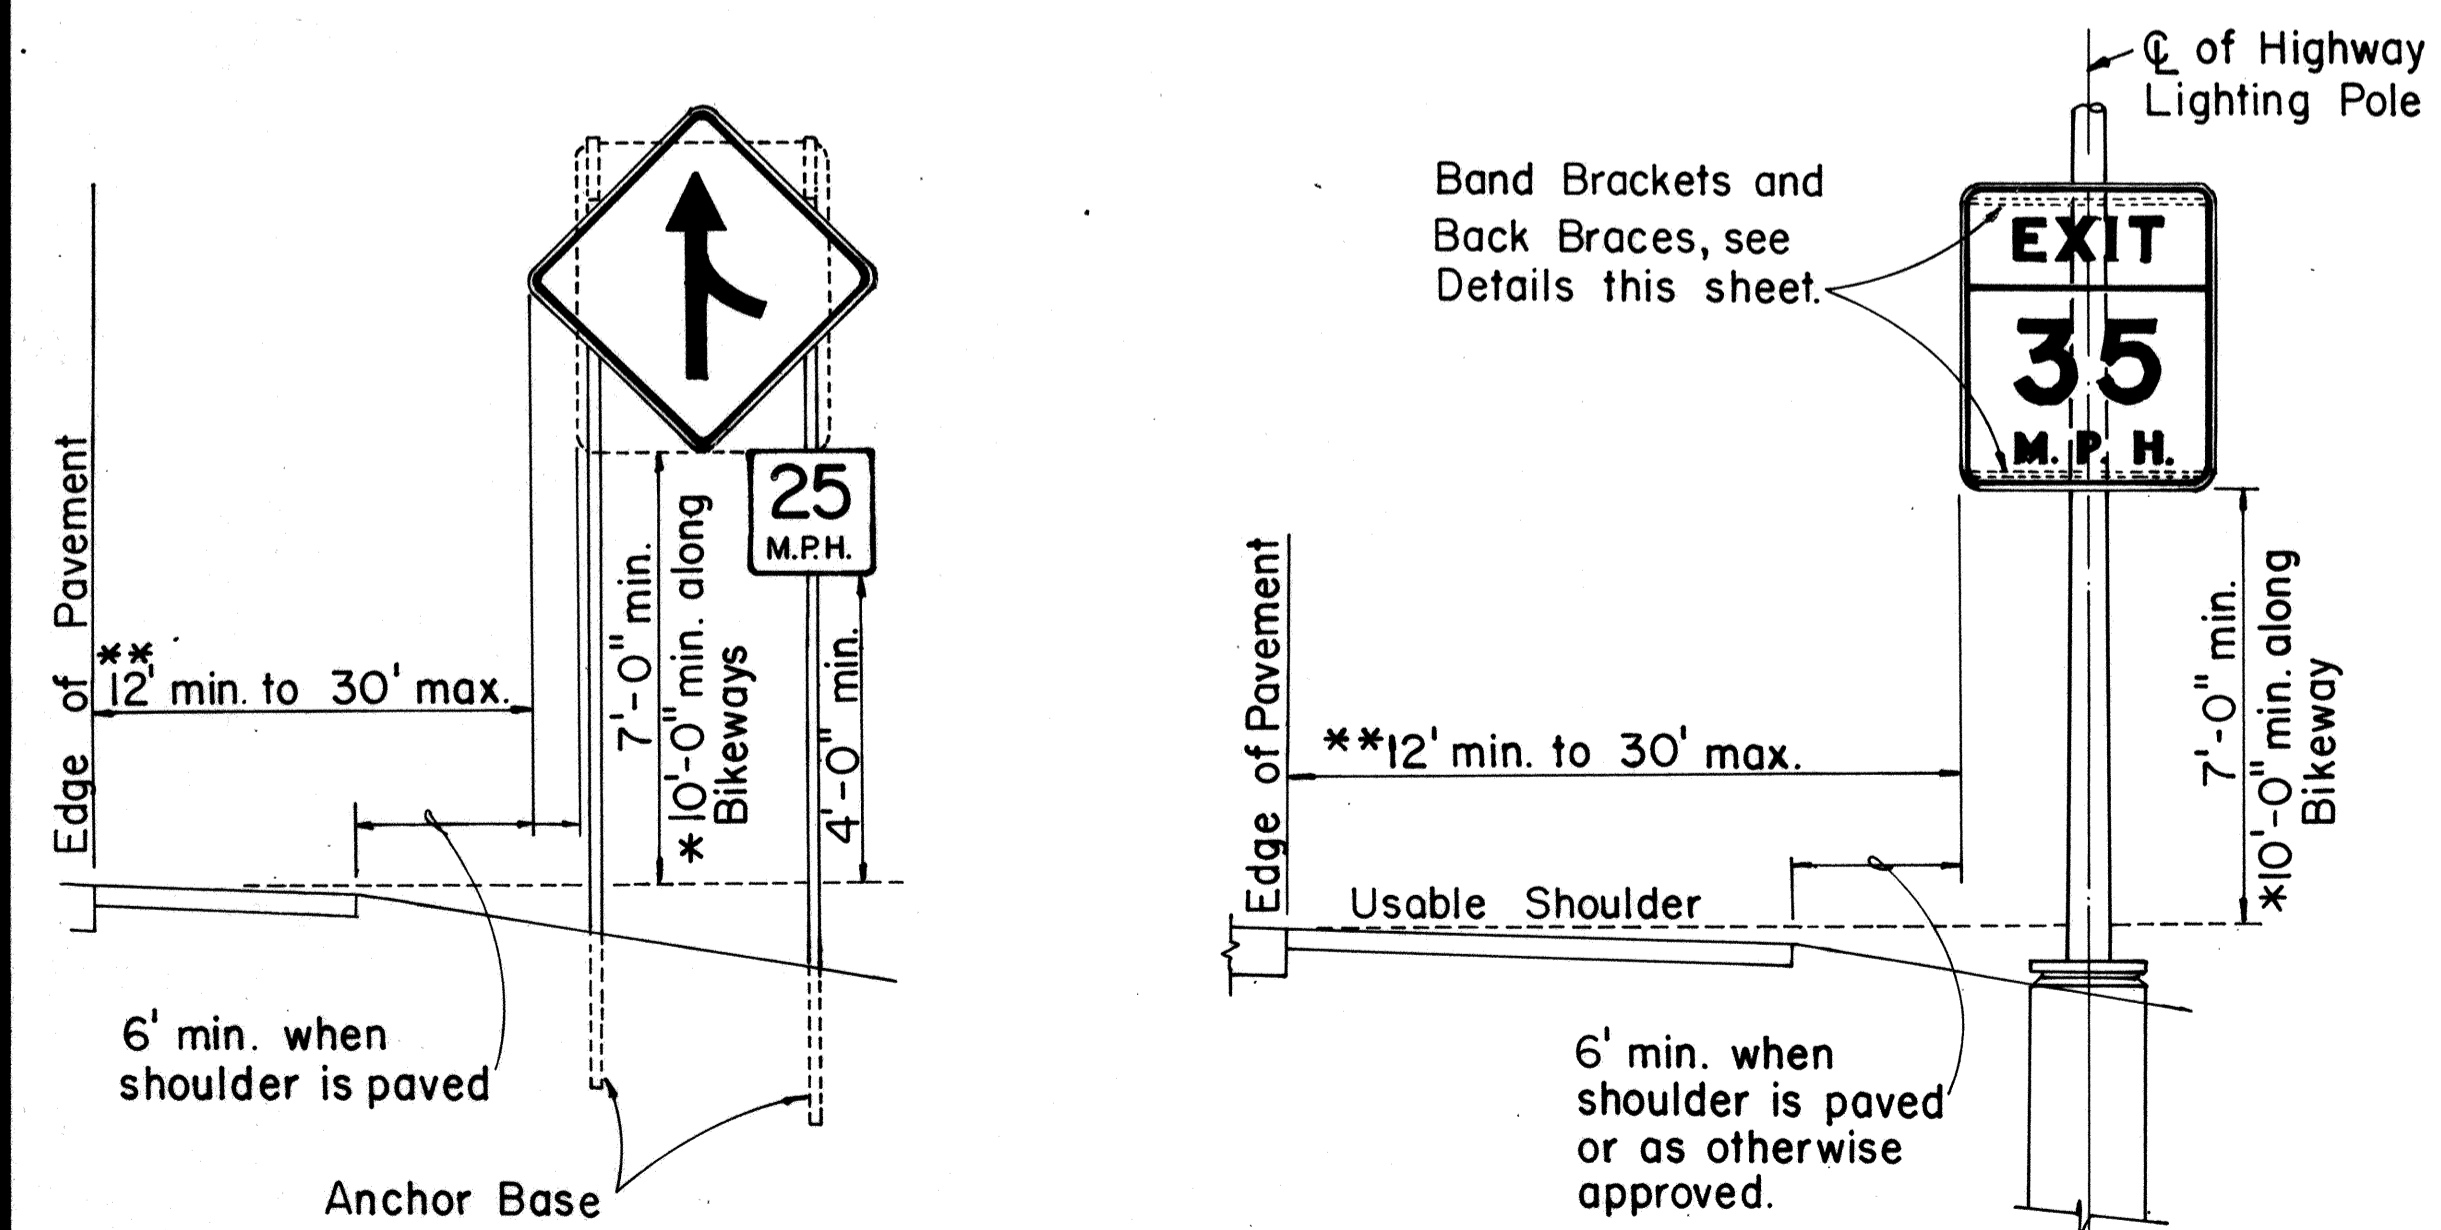 Edge of Pavement
**
12' min. to 30' max.
7'-0" min.
*10'-0" min. along
Bikeways
25
M.P.H.
4'-0" min.
6' min. when
shoulder is paved
Anchor Base
℄ of Highway
Lighting Pole
Band Brackets and
Back Braces, see
Details this sheet.
EXIT
35
M. P. H.
Edge of Pavement
**12' min. to 30' max.
7'-0" min.
*10'-0" min. along
Bikeway
Usable Shoulder
6' min. when
shoulder is paved
or as otherwise
approved.